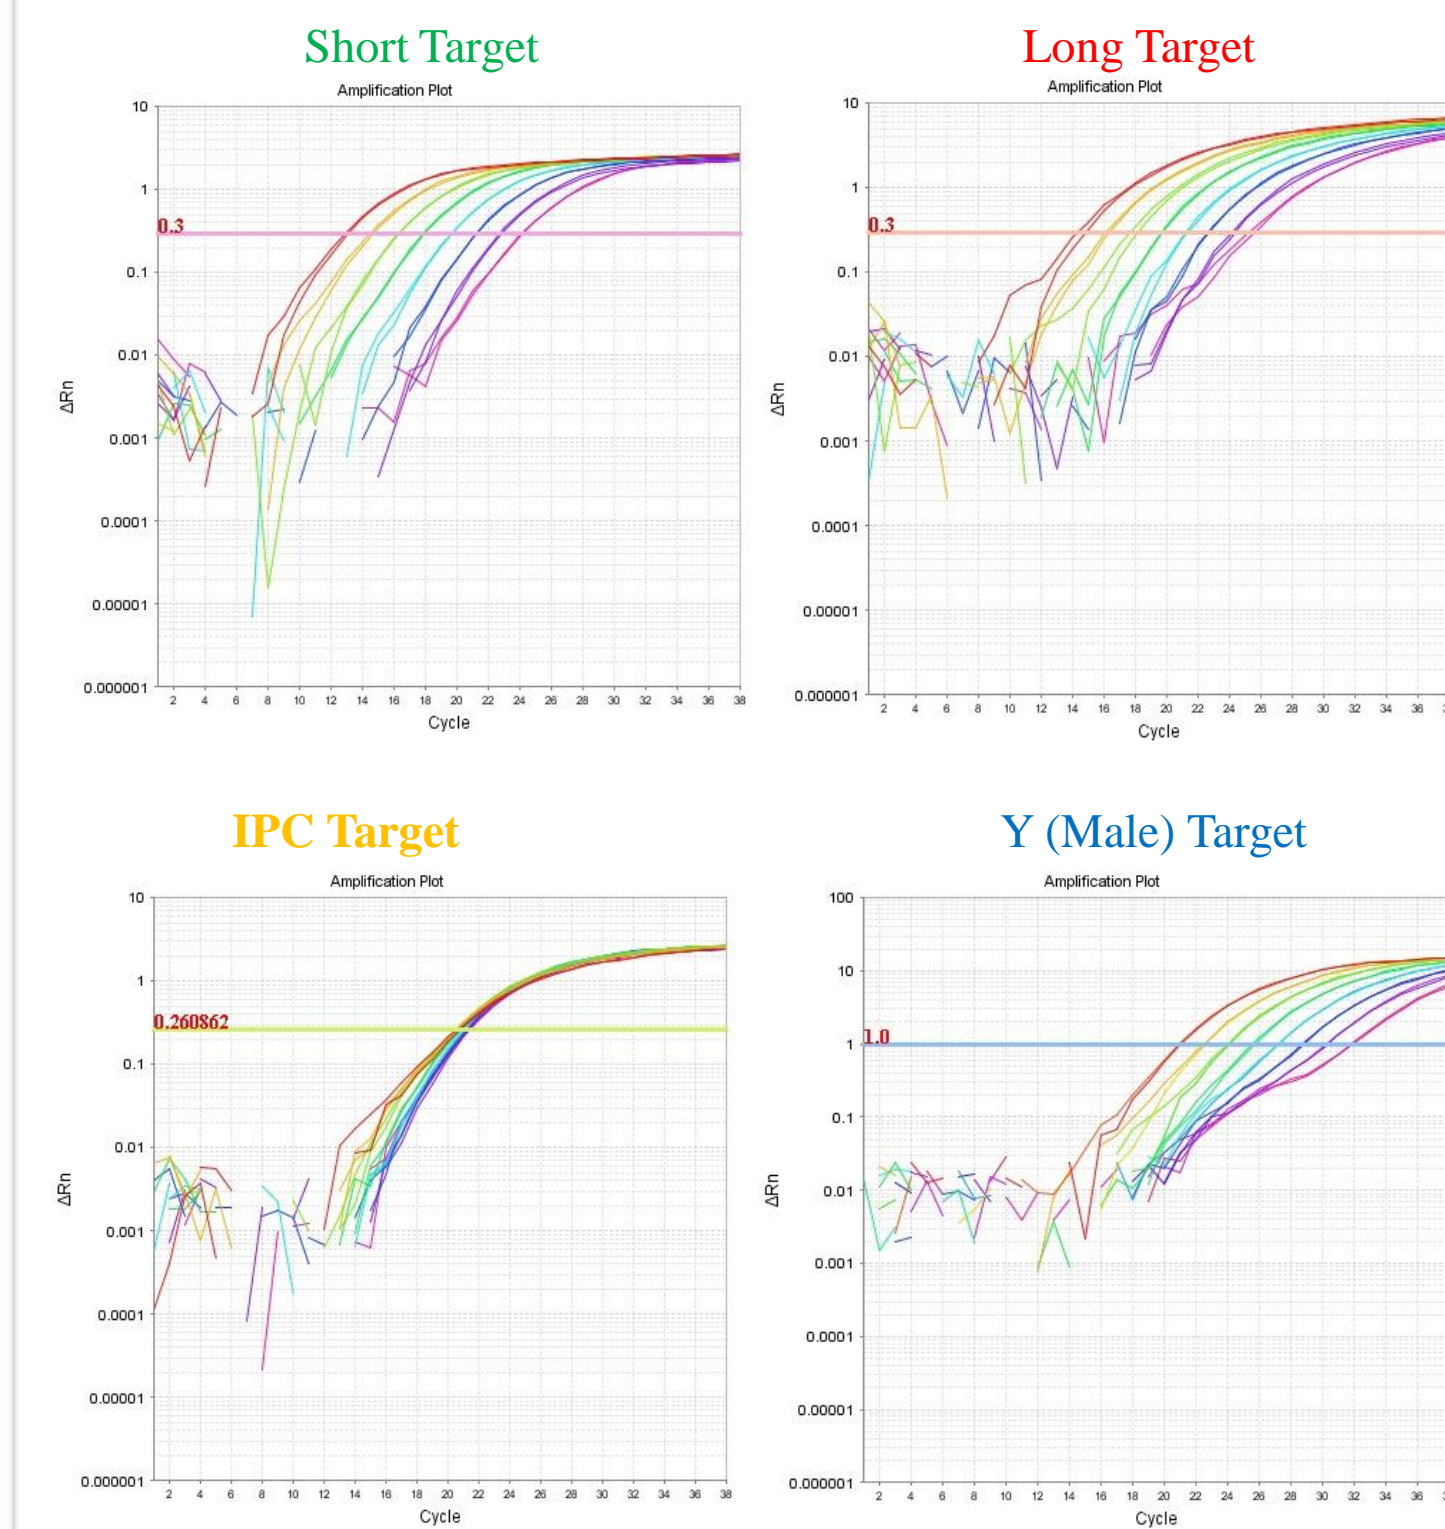 Short Target
Amplification Plot
10
1
0.3
0.1
0.01
0.001
0.0001
0.00001
0.000001
ΔRn
2 4 6 8 10 12 14 16 18 20 22 24 26 28 30 32 34 36 38
Cycle
Long Target
Amplification Plot
10
1
0.3
0.1
0.01
0.001
0.0001
0.00001
0.000001
ΔRn
2 4 6 8 10 12 14 16 18 20 22 24 26 28 30 32 34 36
Cycle
IPC Target
Amplification Plot
10
1
0.260862
0.1
0.01
0.001
0.0001
0.00001
0.000001
ΔRn
2 4 6 8 10 12 14 16 18 20 22 24 26 28 30 32 34 36 38
Cycle
Y (Male) Target
Amplification Plot
100
10
1.0
1
0.1
0.01
0.001
0.0001
0.00001
0.000001
ΔRn
2 4 6 8 10 12 14 16 18 20 22 24 26 28 30 32 34 36
Cycle